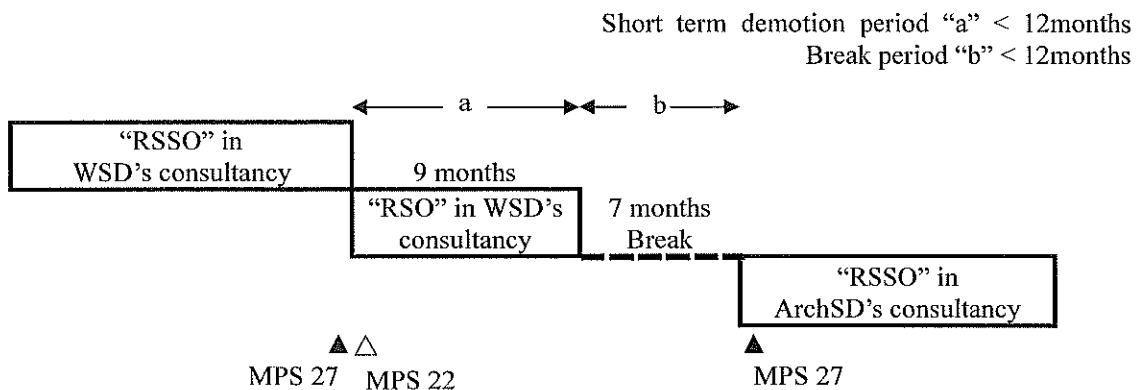 Short term demotion period “a” < 12months
Break period “b” < 12months
a
b
“RSSO” in
WSD’s consultancy
9 months
“RSO” in WSD’s
consultancy
7 months
Break
“RSSO” in
ArchSD’s consultancy
MPS 27
MPS 22
MPS 27